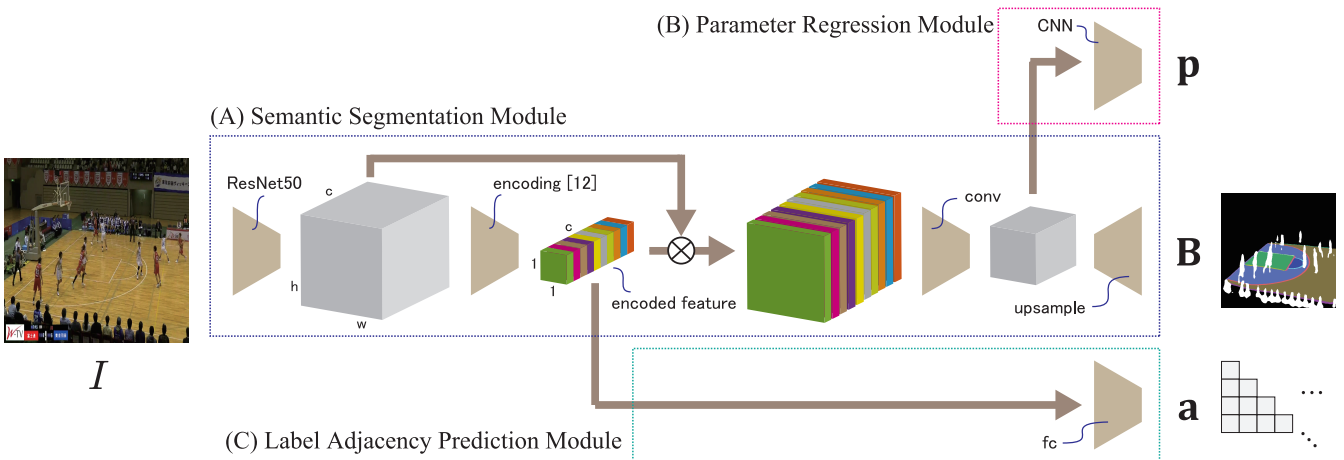 (B) Parameter Regression Module
CNN
p
(A) Semantic Segmentation Module
ResNet50
c
h
w
encoding [12]
c
1
1
encoded feature
conv
upsample
B
I
(C) Label Adjacency Prediction Module
fc
a